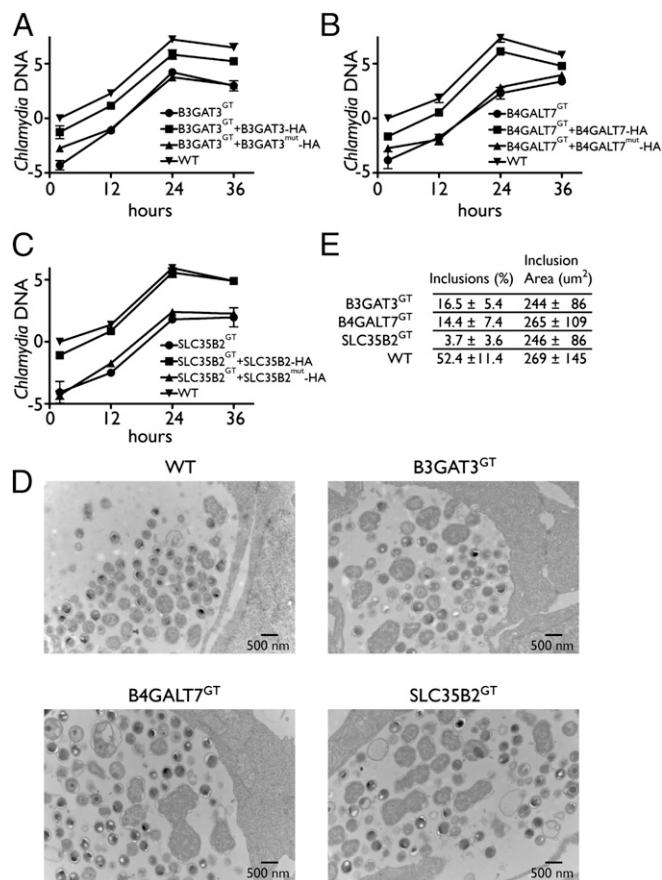 A
Chlamydia DNA
5
0
-5
B3GAT3GT
B3GAT3GT+B3GAT3-HA
B3GAT3GT+B3GAT3mut-HA
WT
0 12 24 36
hours
B
Chlamydia DNA
5
0
-5
B4GALT7GT
B4GALT7GT+B4GALT7-HA
B4GALT7GT+B4GALT7mut-HA
WT
0 12 24 36
hours
C
Chlamydia DNA
5
0
-5
SLC35B2GT
SLC35B2GT+SLC35B2-HA
SLC35B2GT+SLC35B2mut-HA
WT
0 12 24 36
hours
E
Inclusion
Inclusions (%) Area (um2)
B3GAT3GT 16.5 ± 5.4 244 ± 86
B4GALT7GT 14.4 ± 7.4 265 ± 109
SLC35B2GT 3.7 ± 3.6 246 ± 86
WT 52.4 ±11.4 269 ± 145
D
WT
500 nm
B3GAT3GT
500 nm
B4GALT7GT
500 nm
SLC35B2GT
500 nm